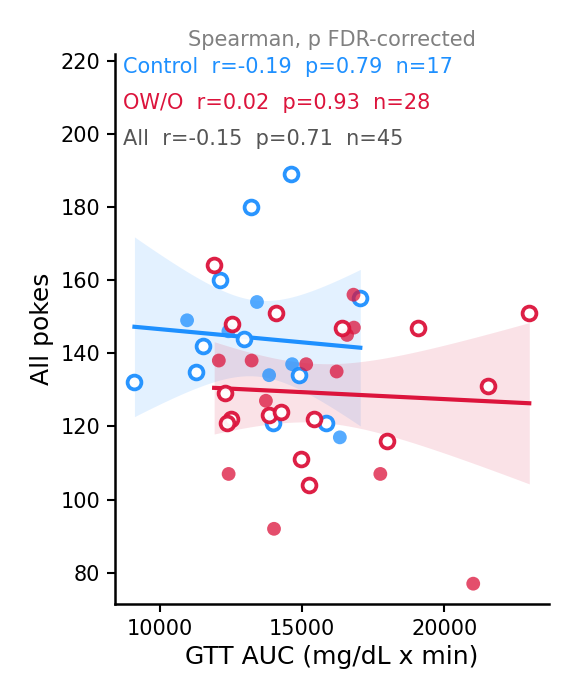 Spearman, p FDR-corrected
Control  r=-0.19  p=0.79  n=17
OW/O  r=0.02  p=0.93  n=28
All  r=-0.15  p=0.71  n=45
220
200
180
160
140
120
100
80
All pokes
10000 15000 20000
GTT AUC (mg/dL x min)